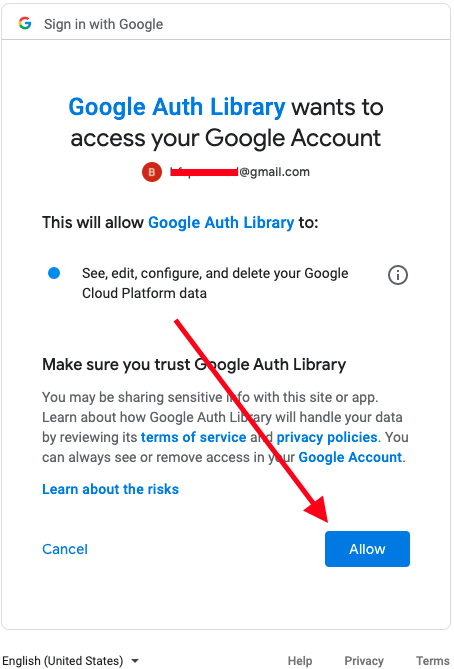 Sign in with Google
Google Auth Library wants to
access your Google Account
B
@gmail.com
This will allow Google Auth Library to:
See, edit, configure, and delete your Google
Cloud Platform data
Make sure you trust Google Auth Library
You may be sharing sensitive info with this site or app.
Learn about how Google Auth Library will handle your data
by reviewing its terms of service and privacy policies. You
can always see or remove access in your Google Account.
Learn about the risks
Cancel
Allow
English (United States)
Help
Privacy
Terms